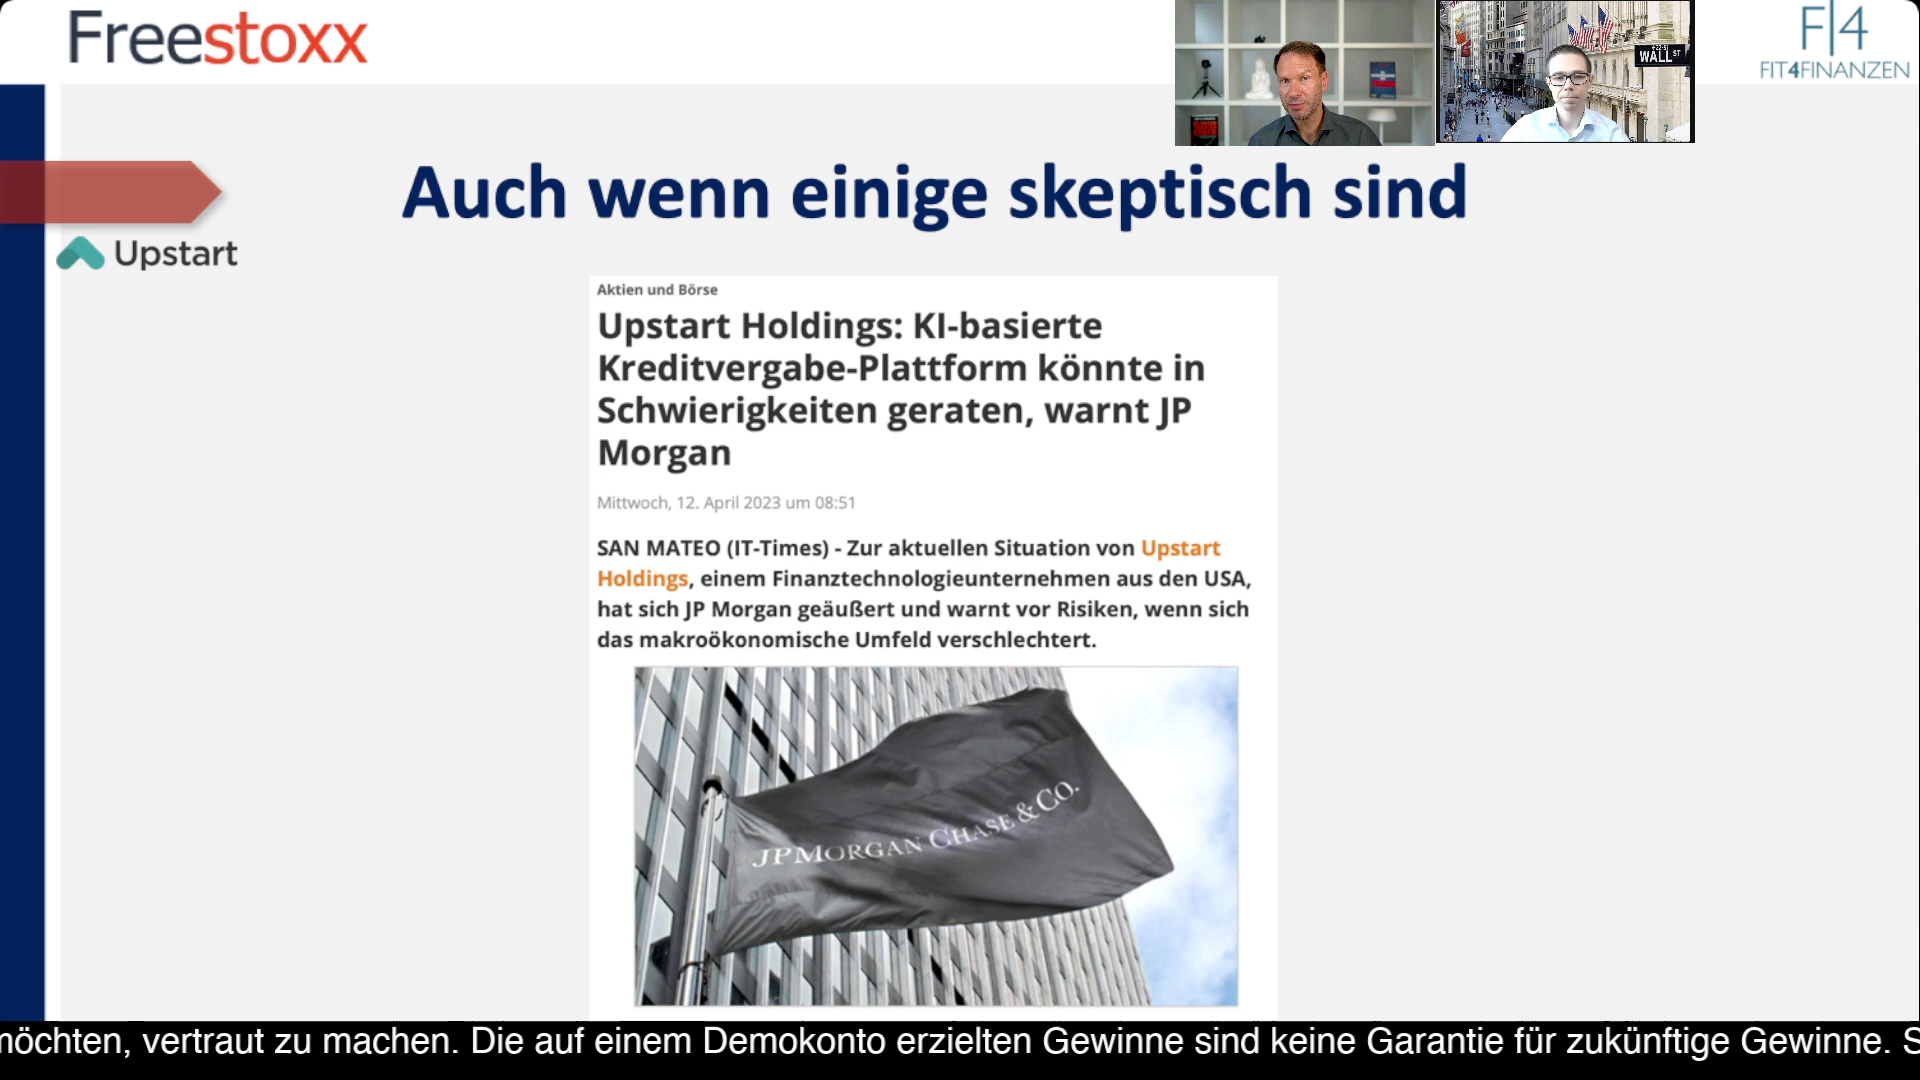 Freestoxx
WALL ST
F|4
FIT4FINANZEN
Auch wenn einige skeptisch sind
Upstart
Aktien und Börse
Upstart Holdings: KI-basierte
Kreditvergabe-Plattform könnte in
Schwierigkeiten geraten, warnt JP
Morgan
Mittwoch, 12. April 2023 um 08:51
SAN MATEO (IT-Times) - Zur aktuellen Situation von Upstart
Holdings, einem Finanztechnologieunternehmen aus den USA,
hat sich JP Morgan geäußert und warnt vor Risiken, wenn sich
das makroökonomische Umfeld verschlechtert.
JPMORGAN CHASE & CO.
möchten, vertraut zu machen. Die auf einem Demokonto erzielten Gewinne sind keine Garantie für zukünftige Gewinne. S